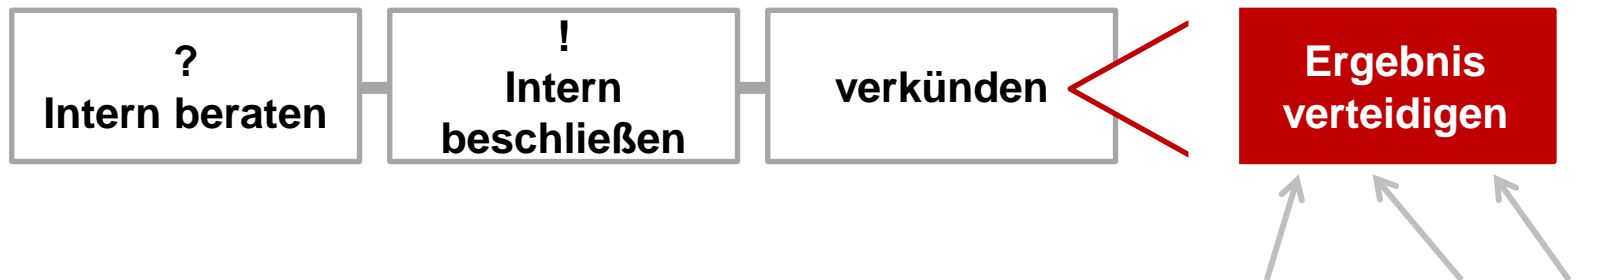 ?
Intern beraten
!
Intern
beschließen
verkünden
Ergebnis
verteidigen